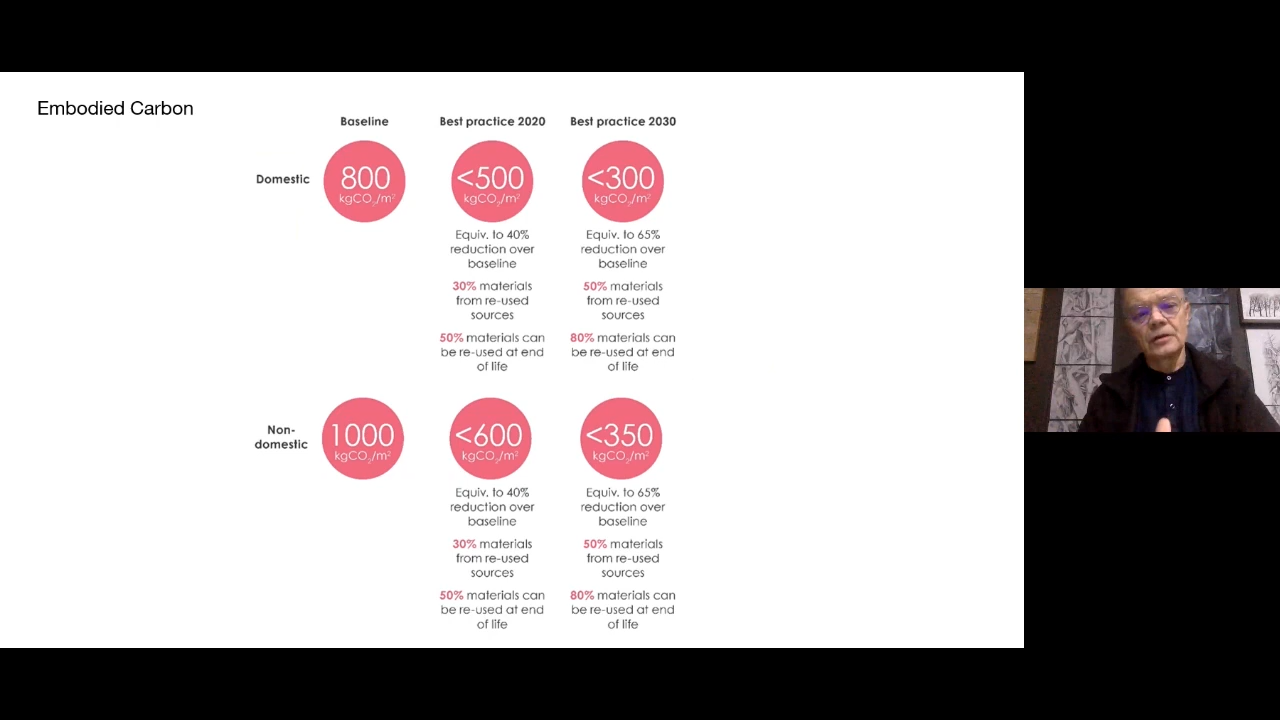 Embodied Carbon
Baseline
Best practice 2020
Best practice 2030
Domestic
800
kgCO₂/m²
<500
kgCO₂/m²
<300
kgCO₂/m²
Equiv. to 40%
reduction over
baseline
30% materials
from re-used
sources
50% materials can
be re-used at end
of life
Equiv. to 65%
reduction over
baseline
50% materials
from re-used
sources
80% materials can
be re-used at end
of life
Non-
domestic
1000
kgCO₂/m²
<600
kgCO₂/m²
<350
kgCO₂/m²
Equiv. to 40%
reduction over
baseline
30% materials
from re-used
sources
50% materials can
be re-used at end
of life
Equiv. to 65%
reduction over
baseline
50% materials
from re-used
sources
80% materials can
be re-used at end
of life